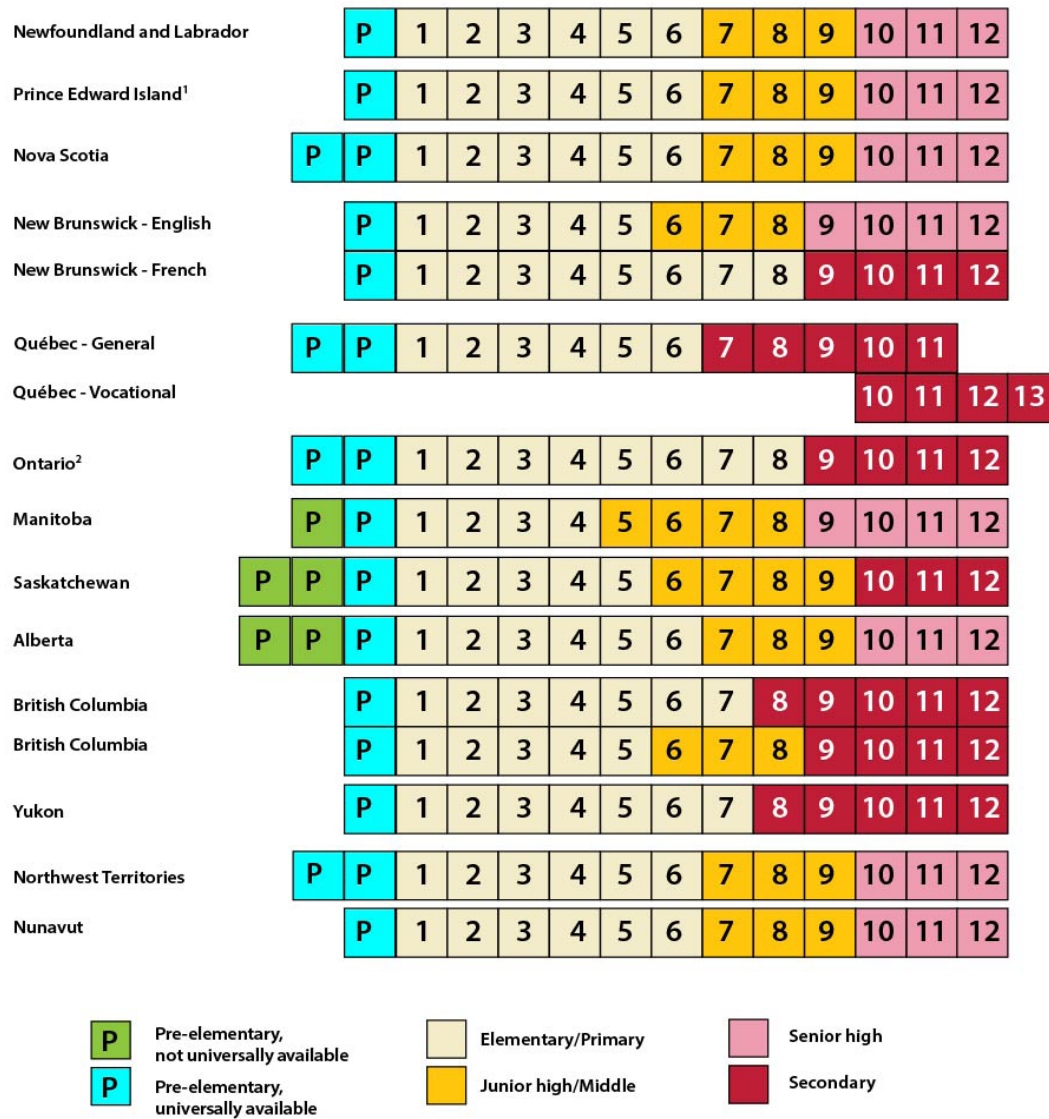 Newfoundland and Labrador P 1 2 3 4 5 6 7 8 9 10 11 12
Prince Edward Island¹ P 1 2 3 4 5 6 7 8 9 10 11 12
Nova Scotia P P 1 2 3 4 5 6 7 8 9 10 11 12
New Brunswick - English P 1 2 3 4 5 6 7 8 9 10 11 12
New Brunswick - French P 1 2 3 4 5 6 7 8 9 10 11 12
Québec - General P P 1 2 3 4 5 6 7 8 9 10 11
Québec - Vocational 10 11 12 13
Ontario² P P 1 2 3 4 5 6 7 8 9 10 11 12
Manitoba P P 1 2 3 4 5 6 7 8 9 10 11 12
Saskatchewan P P P 1 2 3 4 5 6 7 8 9 10 11 12
Alberta P P P 1 2 3 4 5 6 7 8 9 10 11 12
British Columbia P 1 2 3 4 5 6 7 8 9 10 11 12
British Columbia P 1 2 3 4 5 6 7 8 9 10 11 12
Yukon P 1 2 3 4 5 6 7 8 9 10 11 12
Northwest Territories P P 1 2 3 4 5 6 7 8 9 10 11 12
Nunavut P 1 2 3 4 5 6 7 8 9 10 11 12
P Pre-elementary,
not universally available
P Pre-elementary,
universally available
Elementary/Primary
Junior high/Middle
Senior high
Secondary